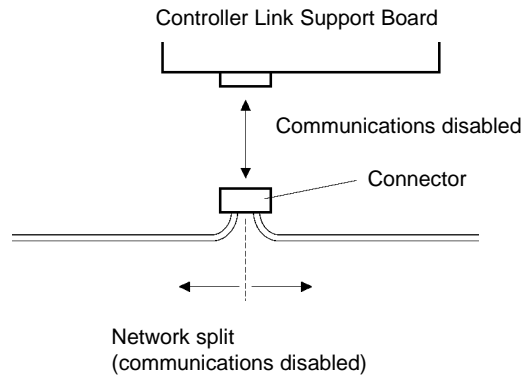 Controller Link Support Board
Communications disabled
Connector
Network split
(communications disabled)